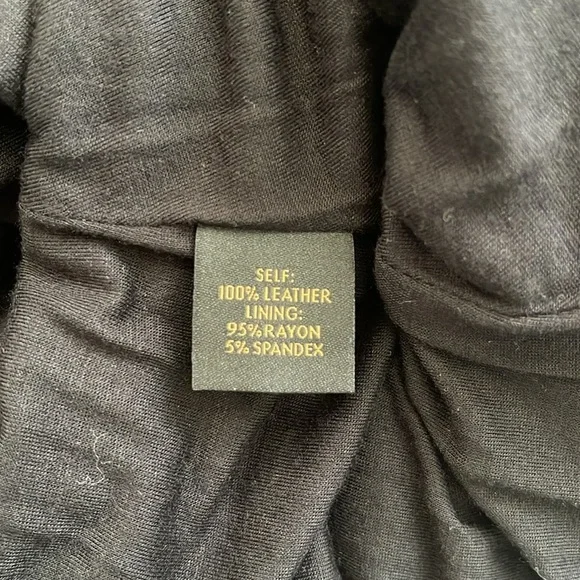 SELF:
100% LEATHER
LINING:
95% RAYON
5% SPANDEX